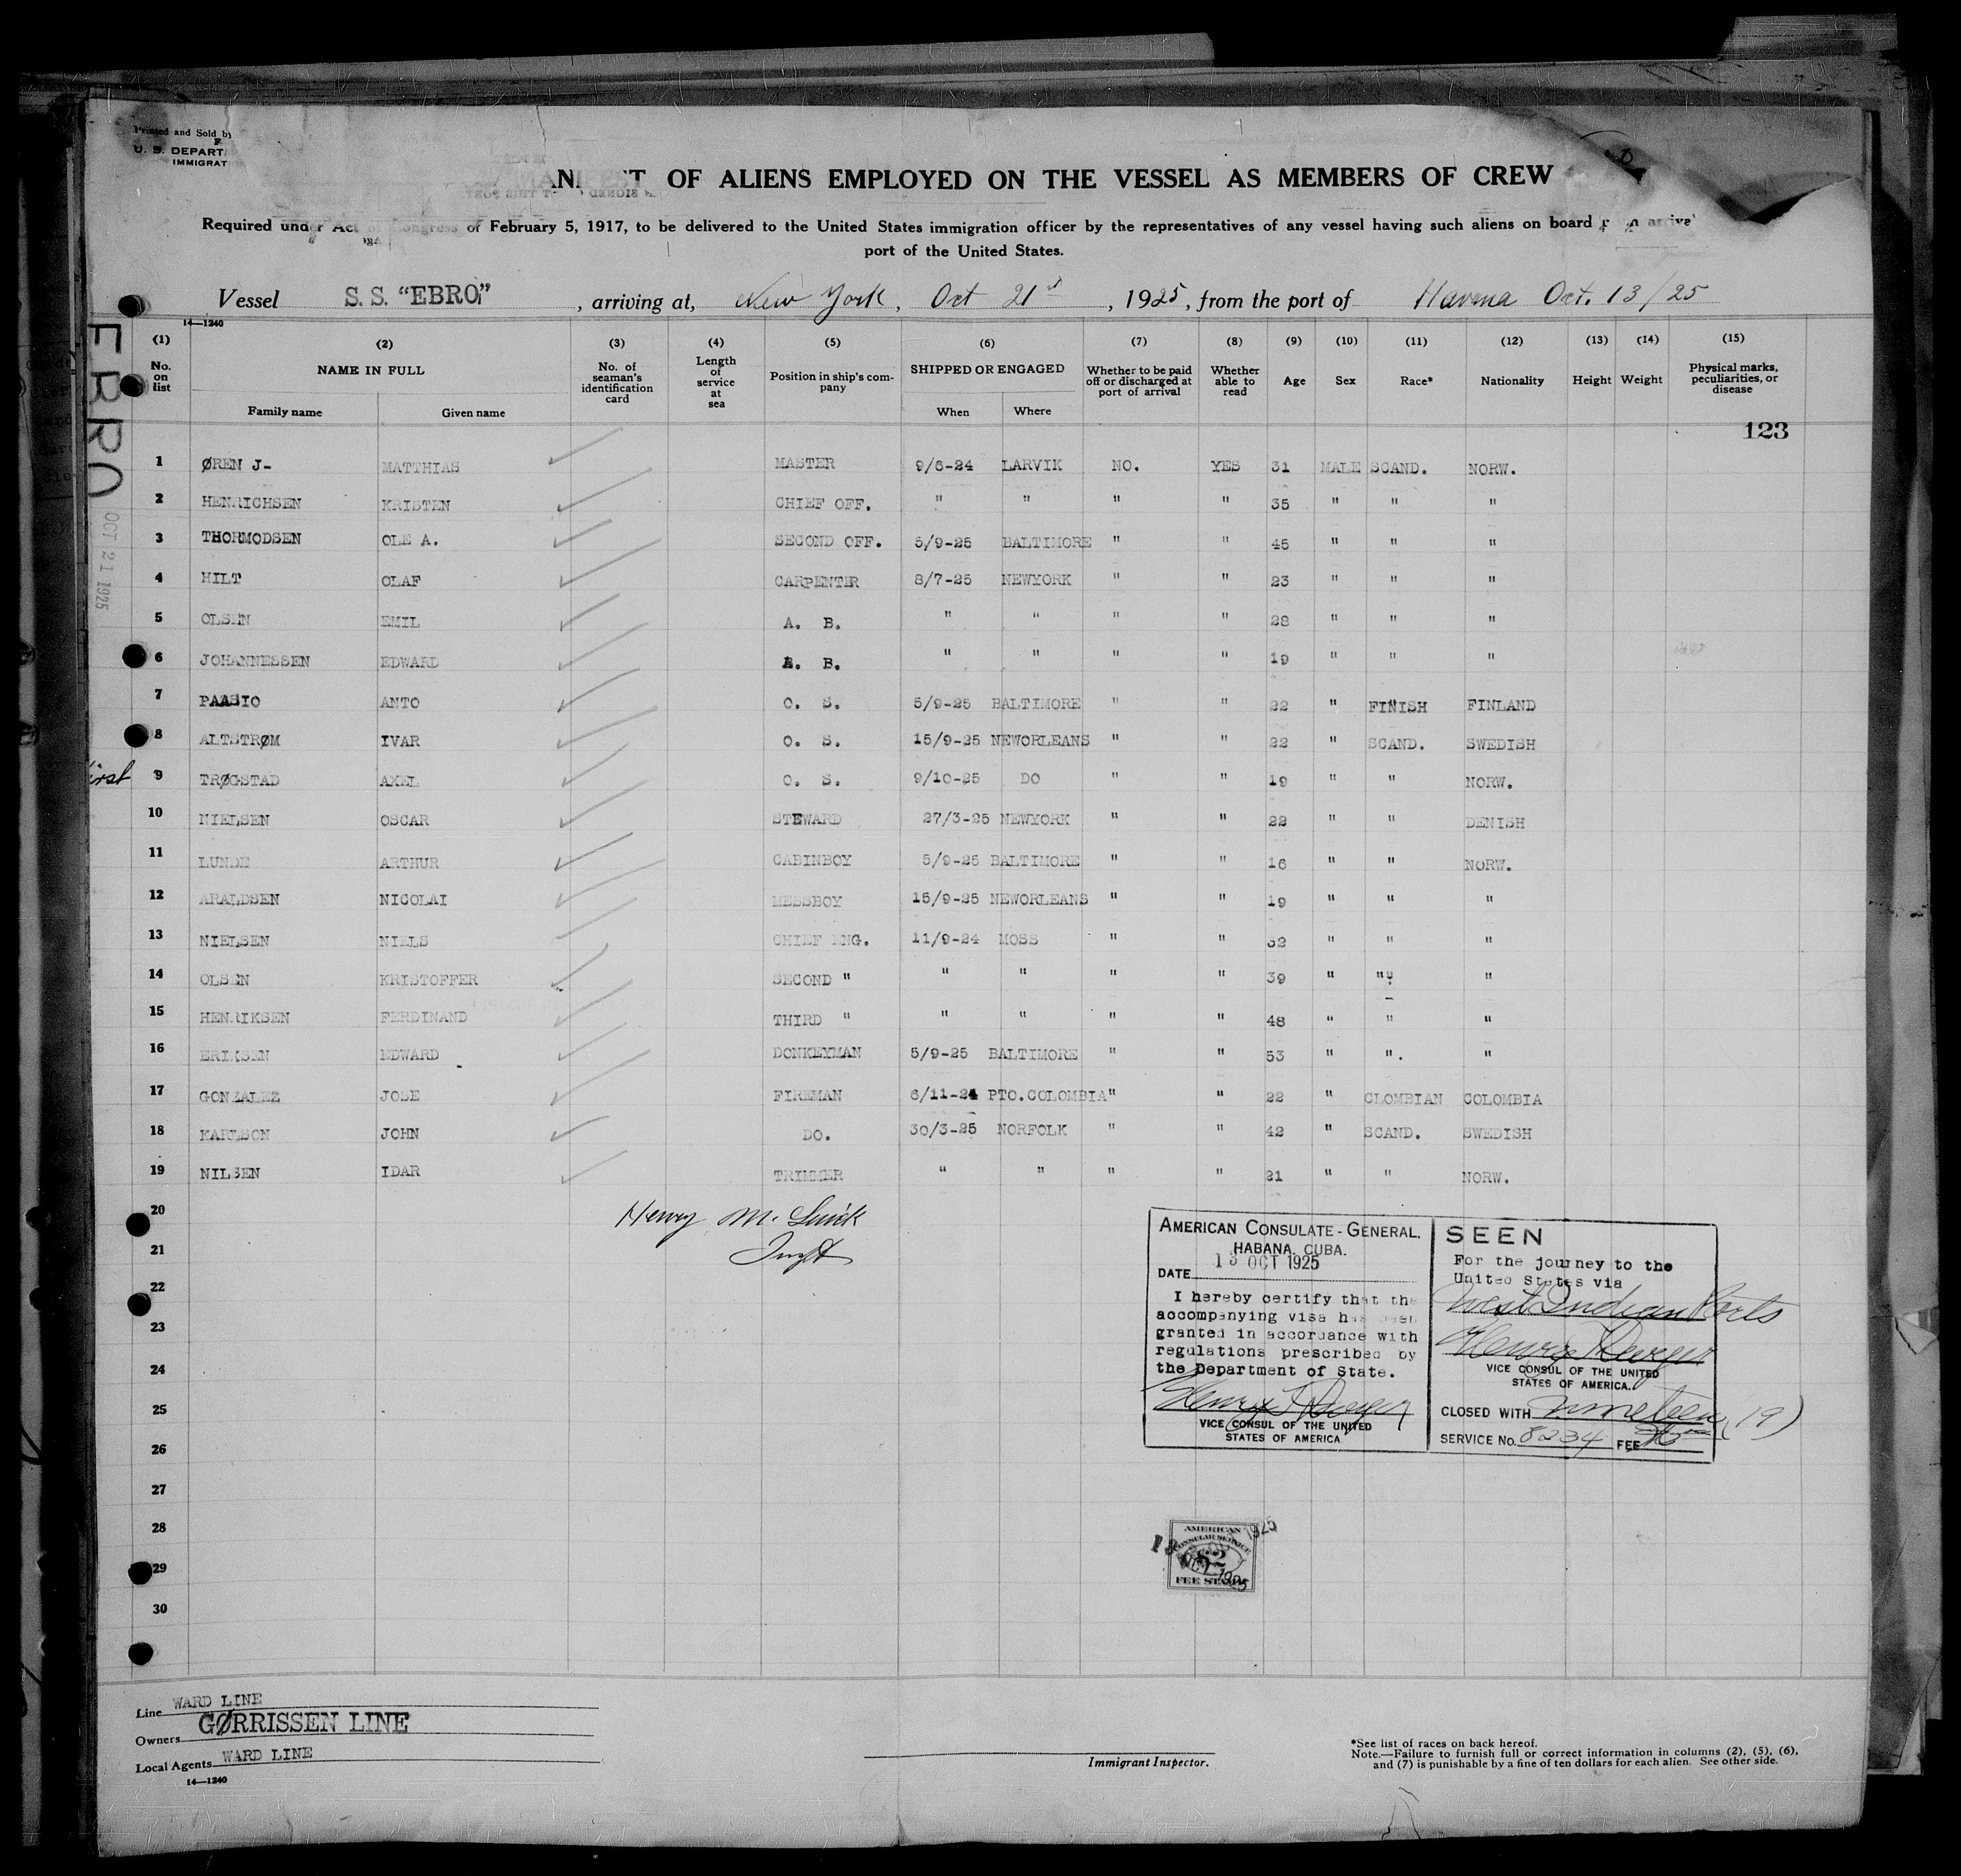 Printed and Sold by
U. S. DEPART
IMMIGRAT
OF ALIENS EMPLOYED ON THE VESSEL AS MEMBERS OF CREW
Required under Act of Congress of February 5, 1917, to be delivered to the United States immigration officer by the representatives of any vessel having such aliens on board
port of the United States.
Vessel S. S. "EBRO" , arriving at, New York , Oct 21st , 1925, from the port of Havana Oct. 13/25
14—1240
(1) (2) (3) (4) (5) (6) (7) (8) (9) (10) (11) (12) (13) (14) (15)
No. on list NAME IN FULL No. of seaman's identification card Length of service at sea Position in ship's company SHIPPED OR ENGAGED Whether to be paid off or discharged at port of arrival Whether able to read Age Sex Race* Nationality Height Weight Physical marks, peculiarities, or disease
Family name Given name When Where
123
EBRO
OCT 21 1925
1 ØREN J- MATTHIAS MASTER 9/6-24 LARVIK NO. YES 31 MALE SCAND. NORW.
2 HENRICHSEN KRISTEN CHIEF OFF. " " " " 35 " " "
3 THORMODSEN OLE A. SECOND OFF. 5/9-25 BALTIMORE " " 45 " " "
4 HILT OLAF CARPENTER 8/7-25 NEWYORK " " 23 " " "
5 OLSEN EMIL A. B. " " " " 28 " " "
6 JOHANNESSEN EDWARD A. B. " " " " 19 " " "
7 PAASIO ANTO O. S. 5/9-25 BALTIMORE " " 22 " FINISH FINLAND
8 ALTSTRØM IVAR O. S. 15/9-25 NEWORLEANS " " 22 " SCAND. SWEDISH
9 TRØGSTAD AXEL O. S. 9/10-25 DO " " 19 " " NORW.
10 NIELSEN OSCAR STEWARD 27/3-25 NEWYORK " " 22 " " DENISH
11 LUNDE ARTHUR CABINBOY 5/9-25 BALTIMORE " " 16 " " NORW.
12 ARALDSEN NICOLAI MESSBOY 15/9-25 NEWORLEANS " " 19 " " "
13 NIELSEN NIELS CHIEF ENG. 11/9-24 MOSS " " 52 " " "
14 OLSEN KRISTOFFER SECOND " " " " " 39 " " "
15 HENRIKSEN FERDINAND THIRD " " " " " 48 " " "
16 ERIKSEN EDWARD DONKEYMAN 5/9-25 BALTIMORE " " 53 " ". "
17 GONZALEZ JOSE FIREMAN 6/11-24 PTO.COLOMBIA " " 22 " CLOMBIAN COLOMBIA
18 KARLSON JOHN DO. 30/3-25 NORFOLK " " 42 " SCAND. SWEDISH
19 NILSEN IDAR TRIMMER " " " " 21 " " NORW.
20
21
22
23
24
25
26
27
28
29
30
Henry M.
AMERICAN CONSULATE-GENERAL.
HABANA. CUBA.
DATE 13 OCT 1925
I hereby certify that the
accompanying visa has been
granted in accordance with
regulations prescribed by
the Department of State.
VICE CONSUL OF THE UNITED
STATES OF AMERICA
SEEN
For the journey to the
United States via
West Indian Ports
VICE CONSUL OF THE UNITED
STATES OF AMERICA.
CLOSED WITH nineteen (19)
SERVICE No. 8234 FEE
AMERICAN
CONSULAR SERVICE
$2
FEE STAMP
Line WARD LINE
Owners GØRRISSEN LINE
Local Agents WARD LINE
14—1240
Immigrant Inspector.
*See list of races on back hereof.
Note.—Failure to furnish full or correct information in columns (2), (5), (6),
and (7) is punishable by a fine of ten dollars for each alien. See other side.